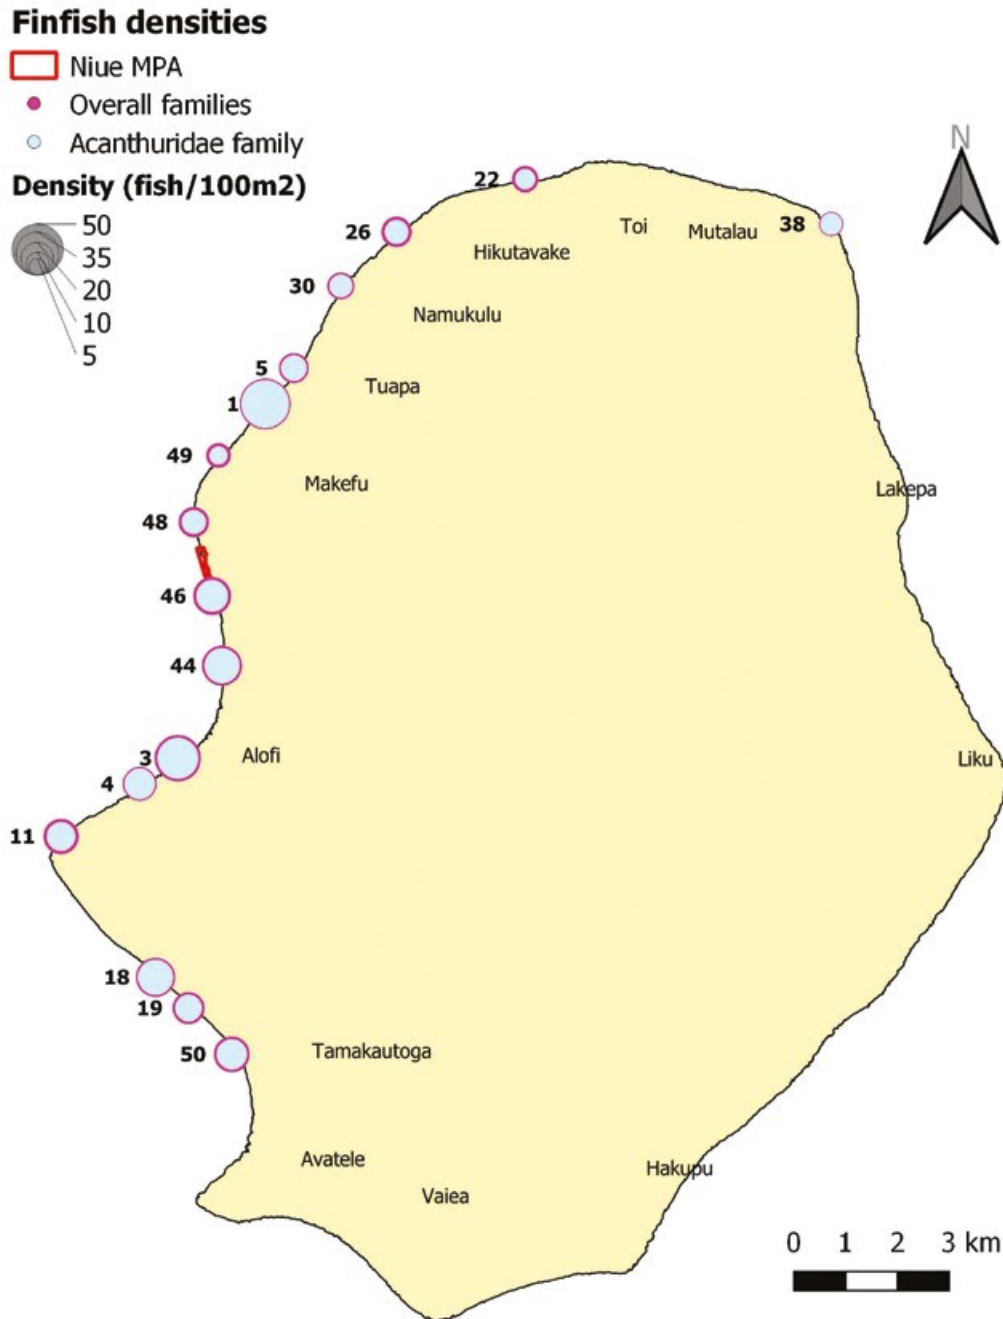 Finfish densities
Niue MPA
Overall families
Acanthuridae family
Density (fish/100m2)
50
35
20
10
5
N
22
38
Toi
Mutalau
26
Hikutavake
30
Namukulu
5
Tuapa
1
49
Makefu
Lakepa
48
46
44
3
Alofi
Liku
4
11
18
19
50
Tamakautoga
Avatele
Hakupu
Vaiea
0 1 2 3 km